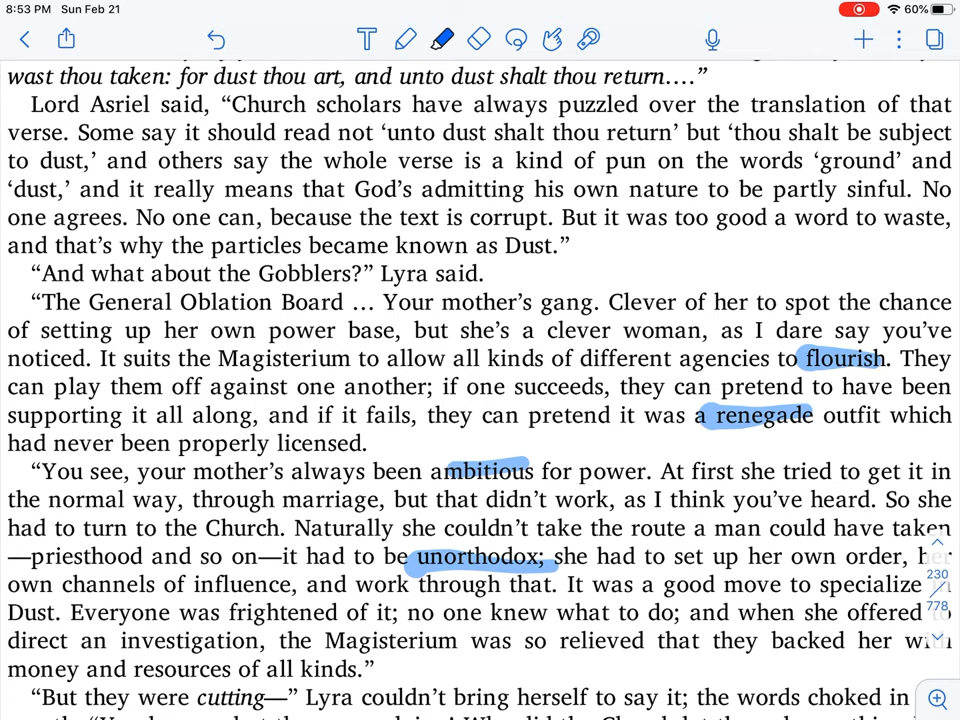 8:53 PM Sun Feb 21 60%
wast thou taken: for dust thou art, and unto dust shalt thou return….”
Lord Asriel said, “Church scholars have always puzzled over the translation of that
verse. Some say it should read not ‘unto dust shalt thou return’ but ‘thou shalt be subject
to dust,’ and others say the whole verse is a kind of pun on the words ‘ground’ and
‘dust,’ and it really means that God’s admitting his own nature to be partly sinful. No
one agrees. No one can, because the text is corrupt. But it was too good a word to waste,
and that’s why the particles became known as Dust.”
“And what about the Gobblers?” Lyra said.
“The General Oblation Board … Your mother’s gang. Clever of her to spot the chance
of setting up her own power base, but she’s a clever woman, as I dare say you’ve
noticed. It suits the Magisterium to allow all kinds of different agencies to flourish. They
can play them off against one another; if one succeeds, they can pretend to have been
supporting it all along, and if it fails, they can pretend it was a renegade outfit which
had never been properly licensed.
“You see, your mother’s always been ambitious for power. At first she tried to get it in
the normal way, through marriage, but that didn’t work, as I think you’ve heard. So she
had to turn to the Church. Naturally she couldn’t take the route a man could have taken
—priesthood and so on—it had to be unorthodox; she had to set up her own order, her
own channels of influence, and work through that. It was a good move to specialize in
Dust. Everyone was frightened of it; no one knew what to do; and when she offered to
direct an investigation, the Magisterium was so relieved that they backed her with
money and resources of all kinds.”
“But they were cutting—” Lyra couldn’t bring herself to say it; the words choked in
230
778